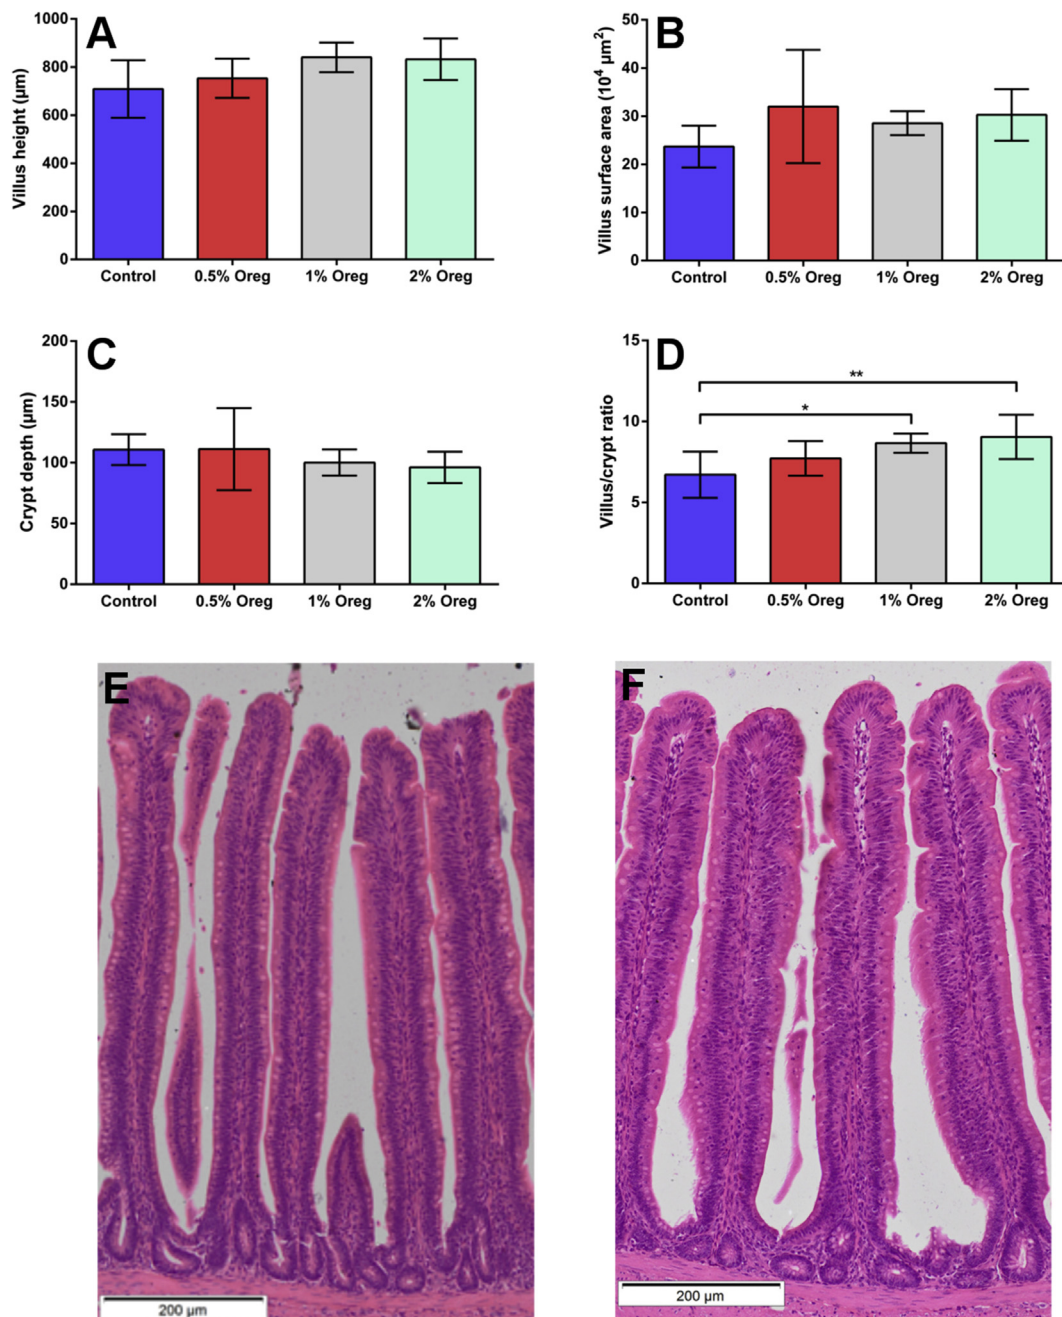 A
Villus height (µm)
1000
800
600
400
200
0
Control 0.5% Oreg 1% Oreg 2% Oreg
B
Villus surface area (10⁴ µm²)
50
40
30
20
10
0
Control 0.5% Oreg 1% Oreg 2% Oreg
C
Crypt depth (µm)
200
150
100
50
0
Control 0.5% Oreg 1% Oreg 2% Oreg
D
Villus/crypt ratio
15
10
5
0
**
*
Control 0.5% Oreg 1% Oreg 2% Oreg
E
200 µm
F
200 µm